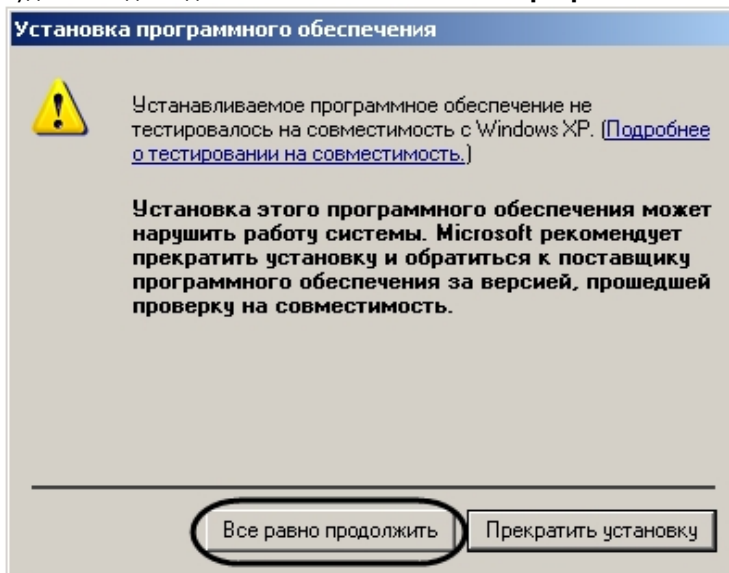 Установка программного обеспечения
Устанавливаемое программное обеспечение не
тестировалось на совместимость с Windows XP. (Подробнее
о тестировании на совместимость.)
Установка этого программного обеспечения может
нарушить работу системы. Microsoft рекомендует
прекратить установку и обратиться к поставщику
программного обеспечения за версией, прошедшей
проверку на совместимость.
Все равно продолжить Прекратить установку